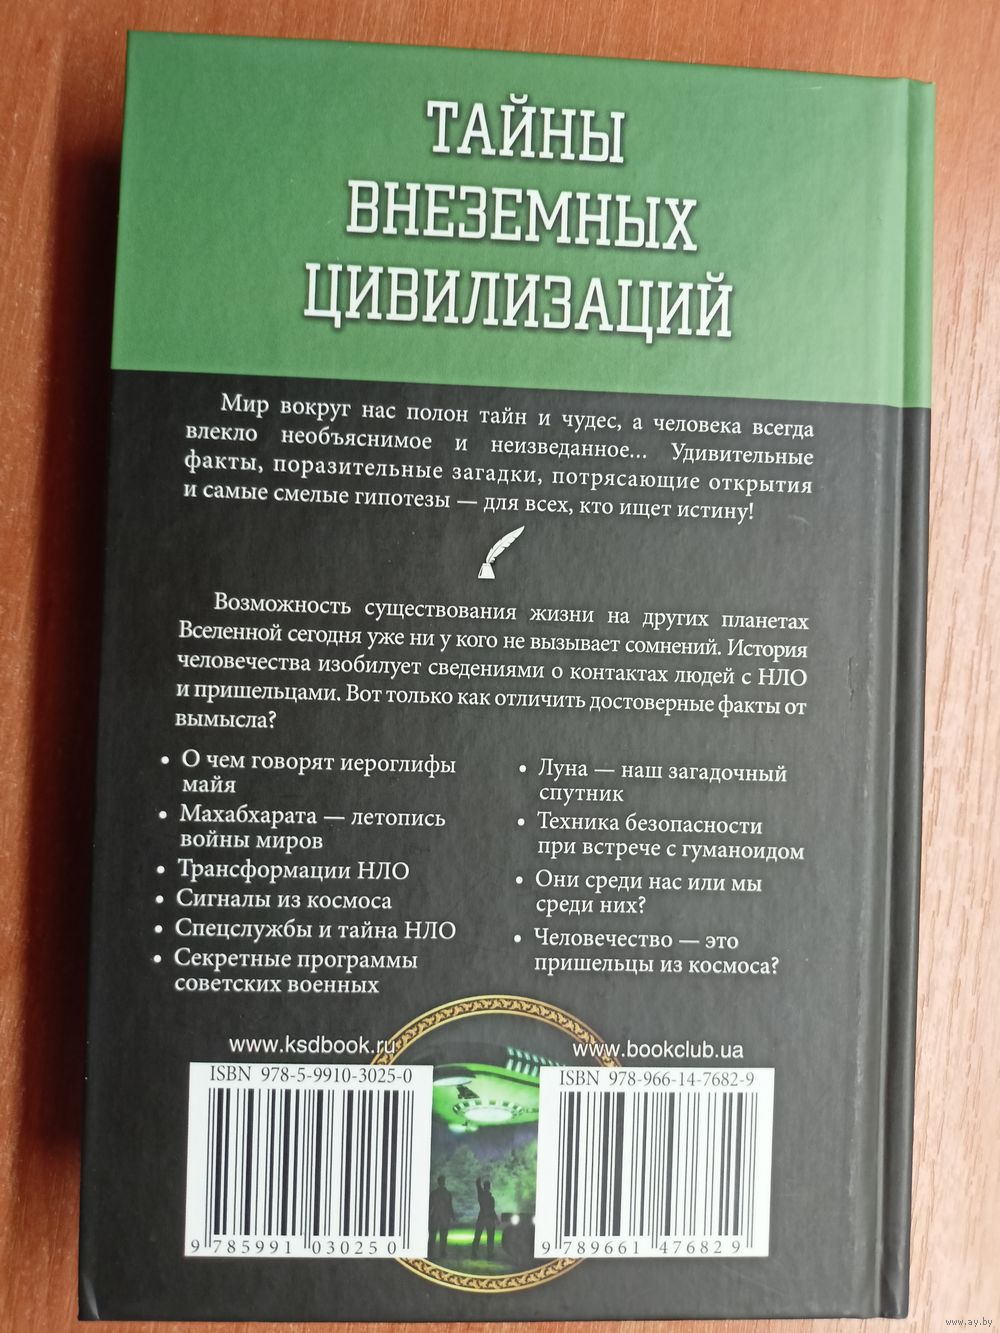 ТАЙНЫ
ВНЕЗЕМНЫХ
ЦИВИЛИЗАЦИЙ
Мир вокруг нас полон тайн и чудес, а человека всегда
влекло необъяснимое и неизведанное... Удивительные
факты, поразительные загадки, потрясающие открытия
и самые смелые гипотезы — для всех, кто ищет истину!
Возможность существования жизни на других планетах
Вселенной сегодня уже ни у кого не вызывает сомнений. История
человечества изобилует сведениями о контактах людей с НЛО
и пришельцами. Вот только как отличить достоверные факты от
вымысла?
• О чем говорят иероглифы
майя
• Махабхарата — летопись
войны миров
• Трансформации НЛО
• Сигналы из космоса
• Спецслужбы и тайна НЛО
• Секретные программы
советских военных
• Луна — наш загадочный
спутник
• Техника безопасности
при встрече с гуманоидом
• Они среди нас или мы
среди них?
• Человечество — это
пришельцы из космоса?
www.ksdbook.ru
ISBN 978-5-9910-3025-0
9 785991 030250
www.bookclub.ua
ISBN 978-966-14-7682-9
9 789661 476829
www.ay.by